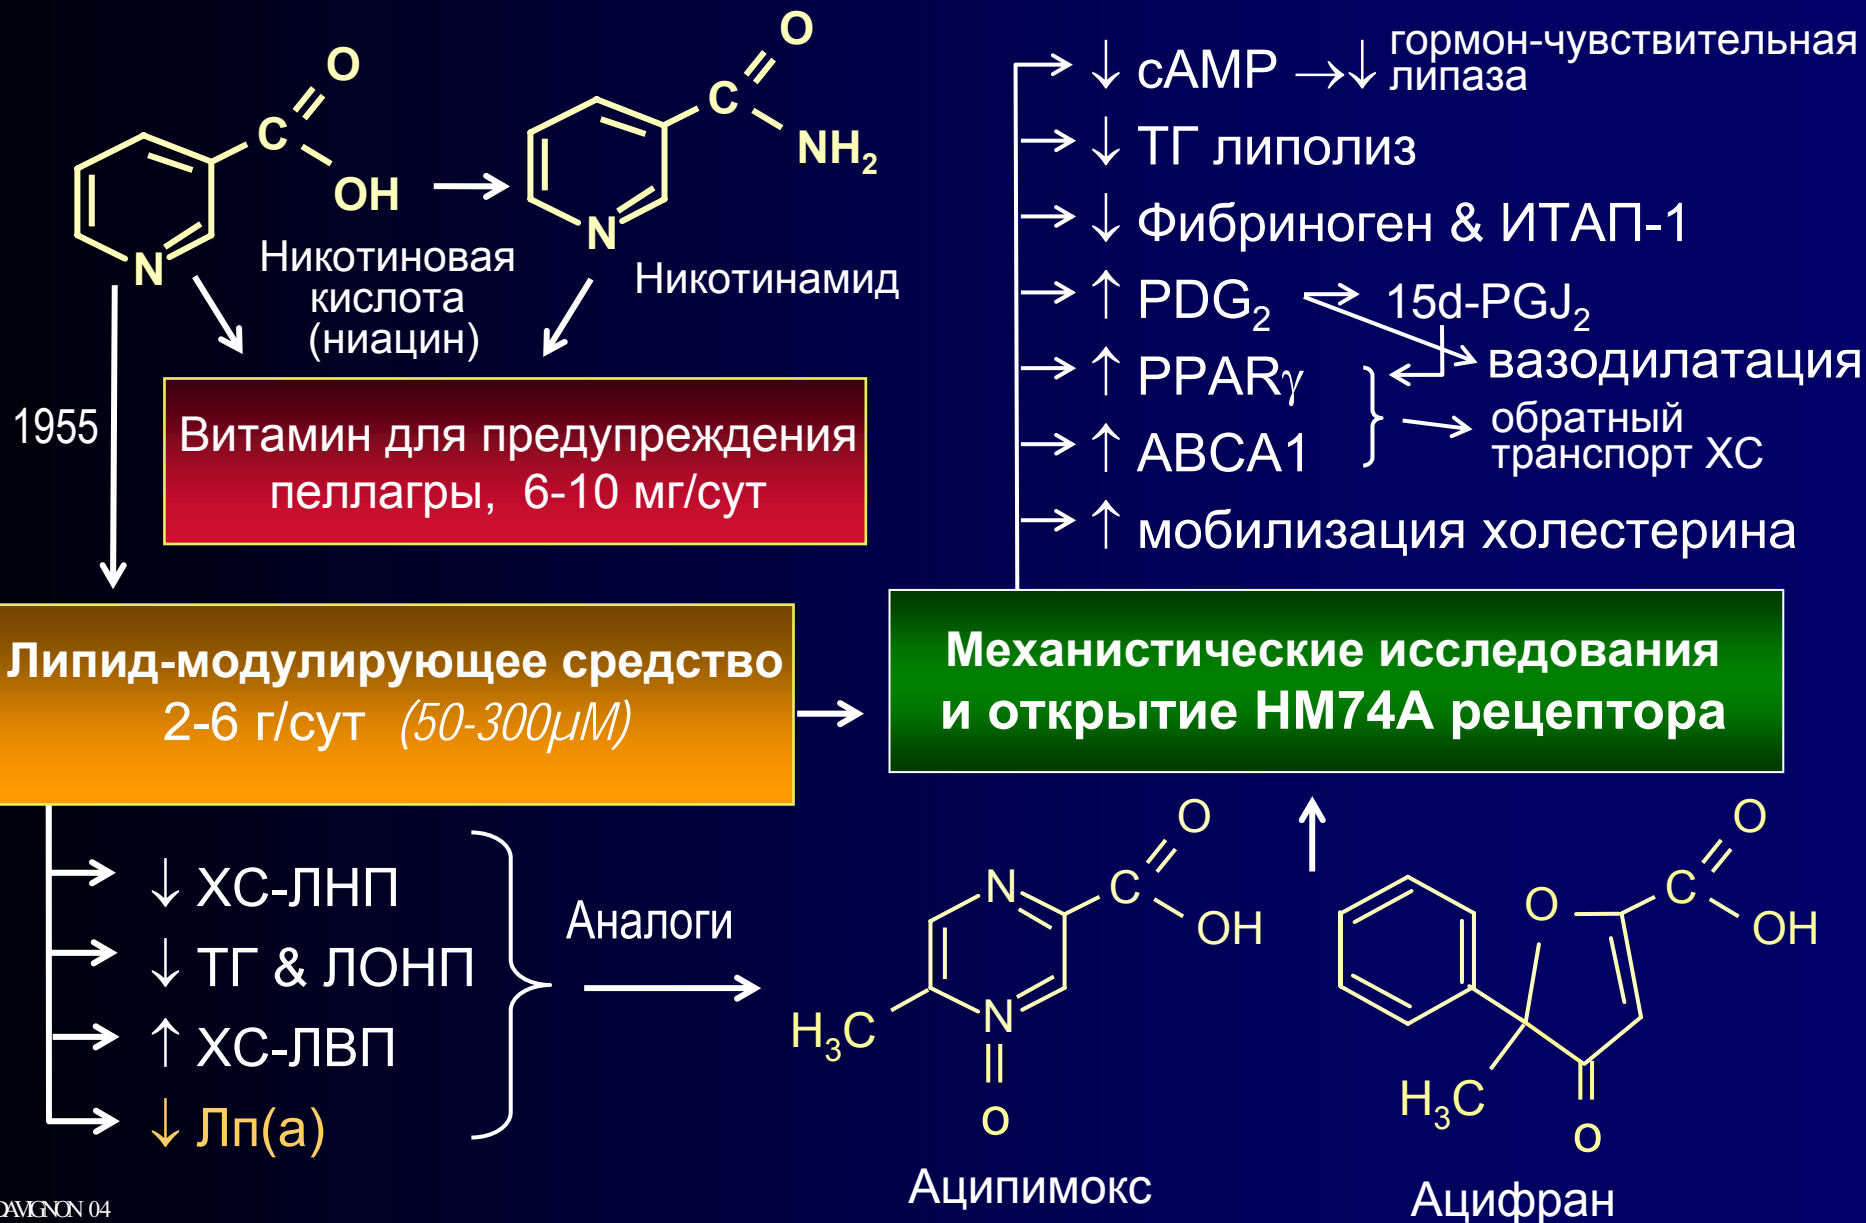 O
C
OH
N
Никотиновая
кислота
(ниацин)
O
C
NH2
N
Никотинамид
1955
Витамин для предупреждения
пеллагры, 6-10 мг/сут
Липид-модулирующее средство
2-6 г/сут (50-300µM)
↓ ХС-ЛНП
↓ ТГ & ЛОНП
↑ ХС-ЛВП
↓ Лп(а)
Аналоги
↓ cAMP →↓ гормон-чувствительная
липаза
↓ ТГ липолиз
↓ Фибриноген & ИТАП-1
↑ PDG2 15d-PGJ2
вазодилатация
↑ PPARγ
обратный
транспорт ХС
↑ ABCA1
↑ мобилизация холестерина
Механистические исследования
и открытие HM74A рецептора
O
N C
OH
N
H3C
O
Аципимокс
O
O C
OH
H3C
O
Ацифран
DAVIGNON 04